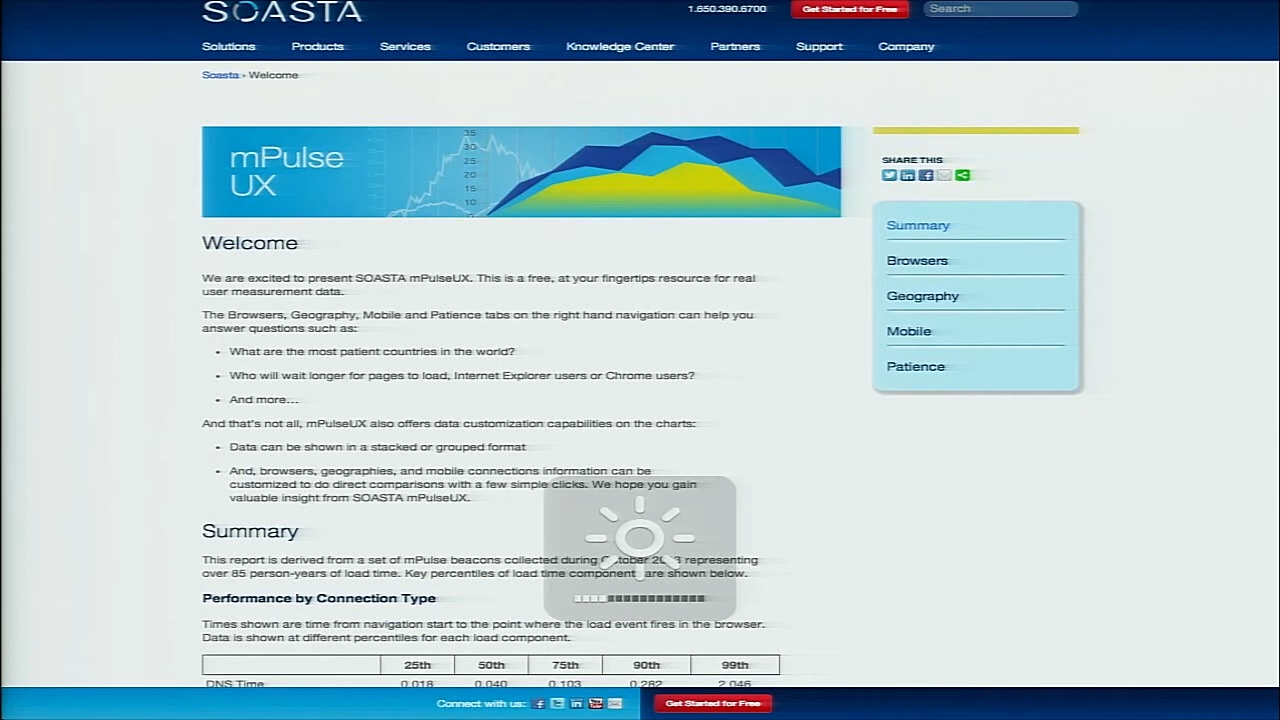 SOASTA
1.650.390.6700
Get Started for Free
Search
Solutions
Products
Services
Customers
Knowledge Center
Partners
Support
Company
Soasta › Welcome
mPulse
UX
35
30
25
20
15
10
SHARE THIS
Summary
Browsers
Geography
Mobile
Patience
Welcome
We are excited to present SOASTA mPulseUX. This is a free, at your fingertips resource for real
user measurement data.
The Browsers, Geography, Mobile and Patience tabs on the right hand navigation can help you
answer questions such as:
• What are the most patient countries in the world?
• Who will wait longer for pages to load, Internet Explorer users or Chrome users?
• And more…
And that's not all, mPulseUX also offers data customization capabilities on the charts:
• Data can be shown in a stacked or grouped format
• And, browsers, geographies, and mobile connections information can be
customized to do direct comparisons with a few simple clicks. We hope you gain
valuable insight from SOASTA mPulseUX.
Summary
This report is derived from a set of mPulse beacons collected during October 2013 representing
over 85 person-years of load time. Key percentiles of load time component are shown below.
Performance by Connection Type
Times shown are time from navigation start to the point where the load event fires in the browser.
Data is shown at different percentiles for each load component.
25th 50th 75th 90th 99th
DNS Time 0.018 0.040 0.103 0.282 2.046
Connect with us:
Get Started for Free